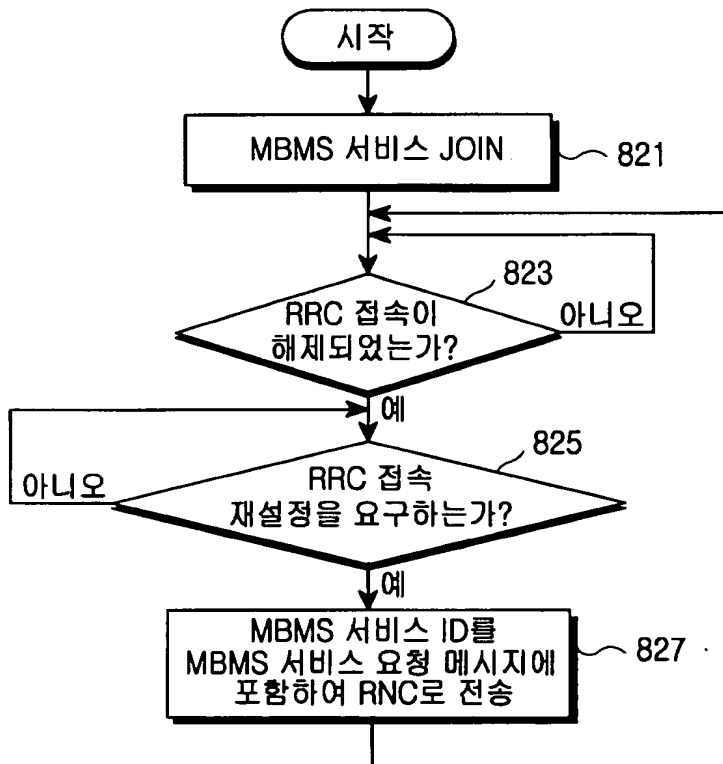 시작
MBMS 서비스 JOIN
821
823
RRC 접속이
해제되었는가?
아니오
예
825
아니오
RRC 접속
재설정을 요구하는가?
예
MBMS 서비스 ID를
MBMS 서비스 요청 메시지에
포함하여 RNC로 전송
827